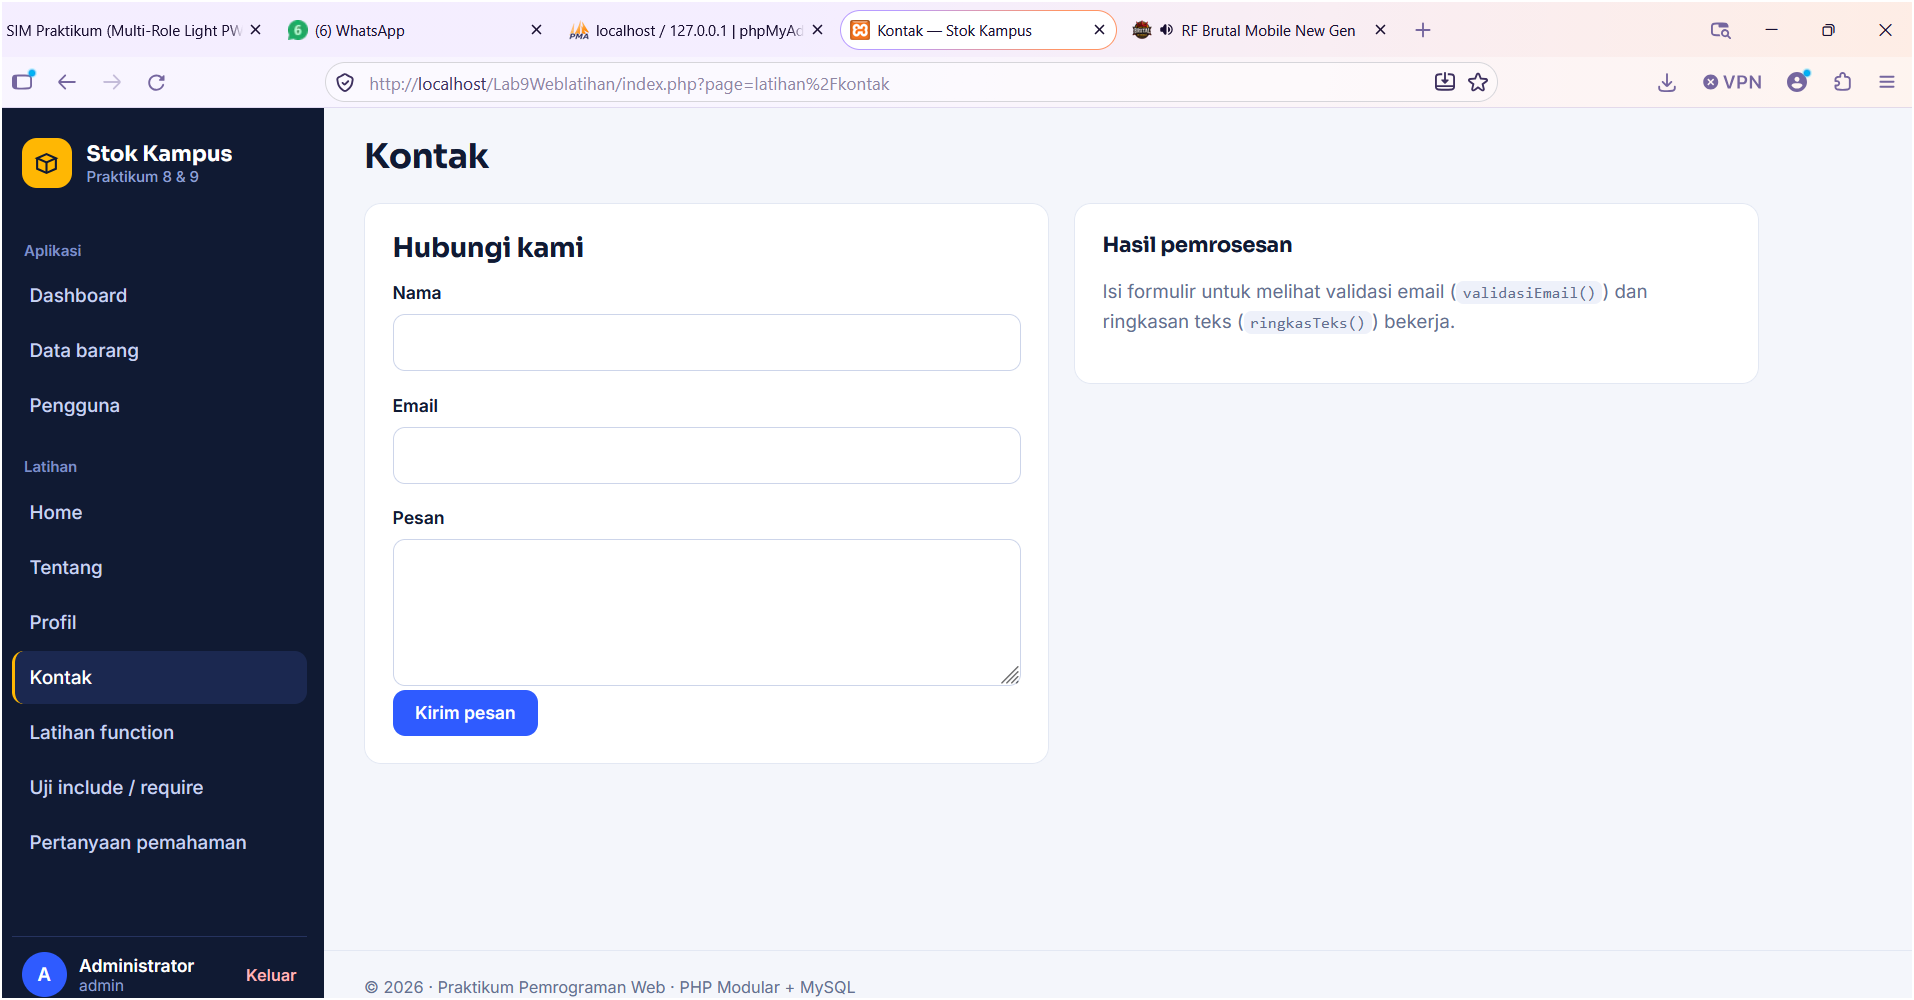 SIM Praktikum (Multi-Role Light PW
6
(6) WhatsApp
PMA
localhost / 127.0.0.1 | phpMyAd
Kontak — Stok Kampus
RF Brutal Mobile New Gen
http://localhost/Lab9Weblatihan/index.php?page=latihan%2Fkontak
VPN
Stok Kampus
Praktikum 8 & 9
Aplikasi
Dashboard
Data barang
Pengguna
Latihan
Home
Tentang
Profil
Kontak
Latihan function
Uji include / require
Pertanyaan pemahaman
A
Administrator
admin
Keluar
Kontak
Hubungi kami
Nama
Email
Pesan
Kirim pesan
Hasil pemrosesan
Isi formulir untuk melihat validasi email ( validasiEmail() ) dan
ringkasan teks ( ringkasTeks() ) bekerja.
© 2026 · Praktikum Pemrograman Web · PHP Modular + MySQL